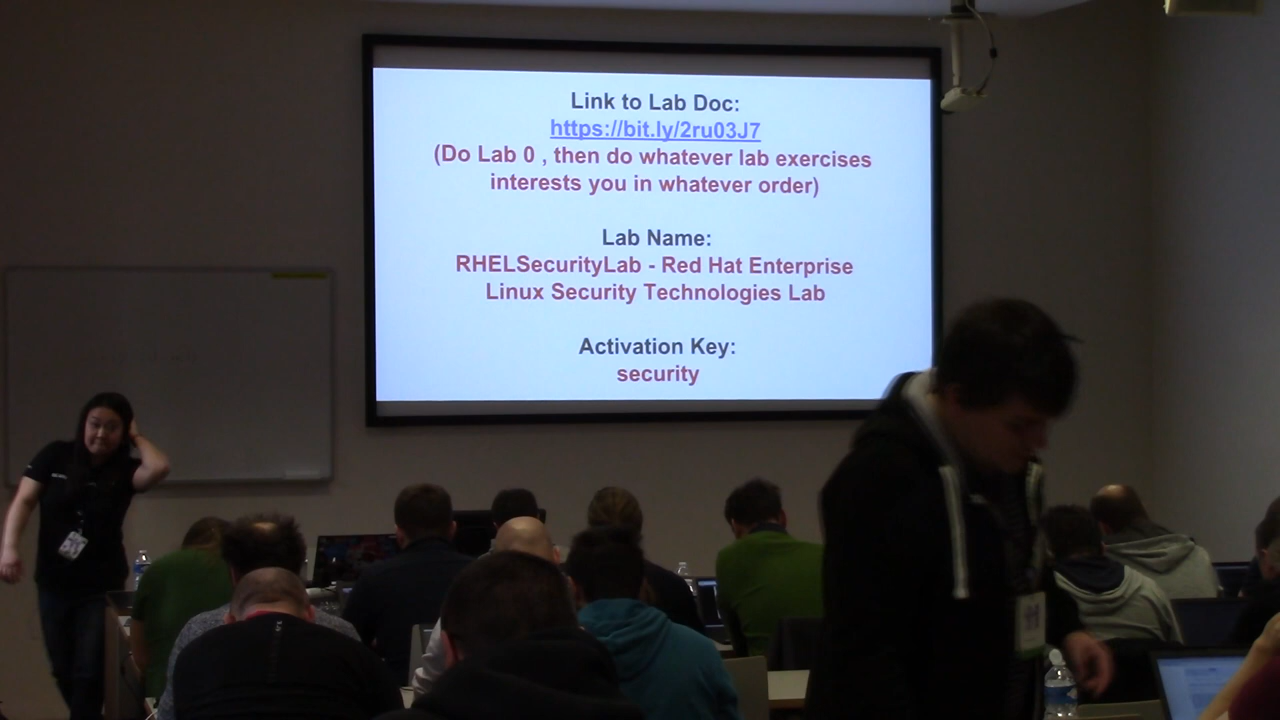 Link to Lab Doc:
https://bit.ly/2ru03J7
(Do Lab 0 , then do whatever lab exercises
interests you in whatever order)
Lab Name:
RHELSecurityLab - Red Hat Enterprise
Linux Security Technologies Lab
Activation Key:
security